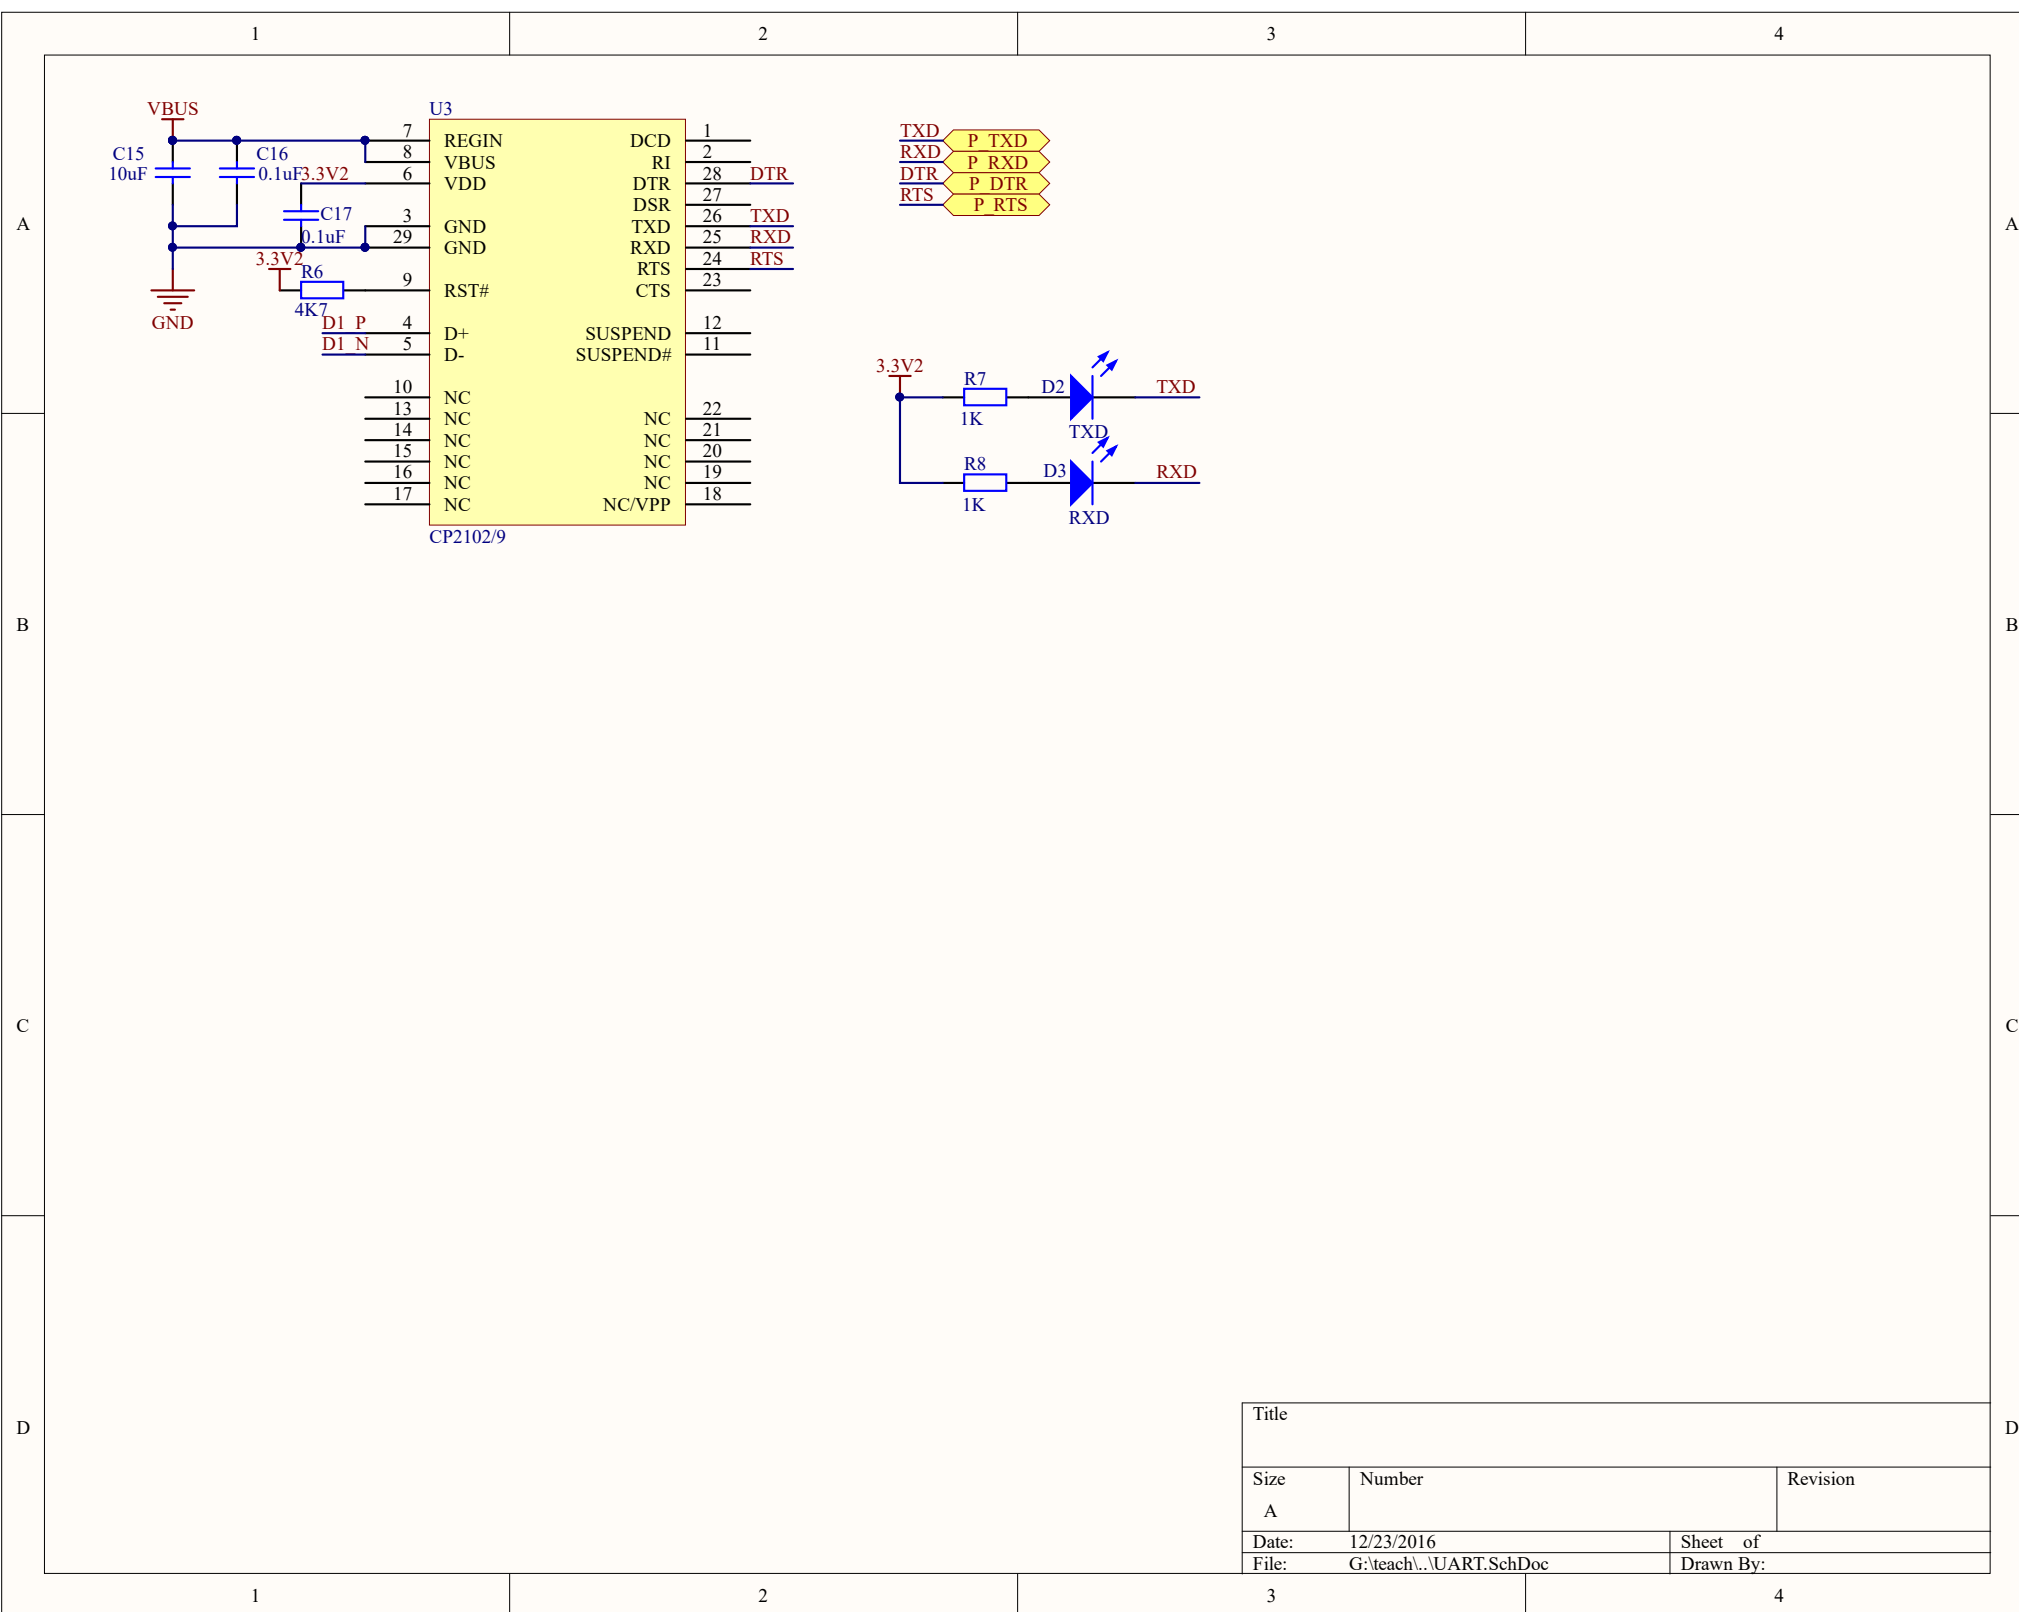 1 2 3 4
VBUS
U3
C15
10uF
C16
0.1uF
3.3V2
C17
0.1uF
3.3V2
R6
4K7
GND
D1_P
D1_N
7 REGIN
8 VBUS
6 VDD
3 GND
29 GND
9 RST#
4 D+
5 D-
10 NC
13 NC
14 NC
15 NC
16 NC
17 NC
DCD 1
RI 2
DTR 28 DTR
DSR 27
TXD 26 TXD
RXD 25 RXD
RTS 24 RTS
CTS 23
SUSPEND 12
SUSPEND# 11
NC 22
NC 21
NC 20
NC 19
NC/VPP 18
CP2102/9
TXD P_TXD
RXD P_RXD
DTR P_DTR
RTS P_RTS
3.3V2
R7
1K
D2
TXD
TXD
R8
1K
D3
RXD
RXD
A A
B B
C C
D D
Title
Size Number Revision
A
Date: 12/23/2016 Sheet of
File: G:\teach\..\UART.SchDoc Drawn By:
1 2 3 4